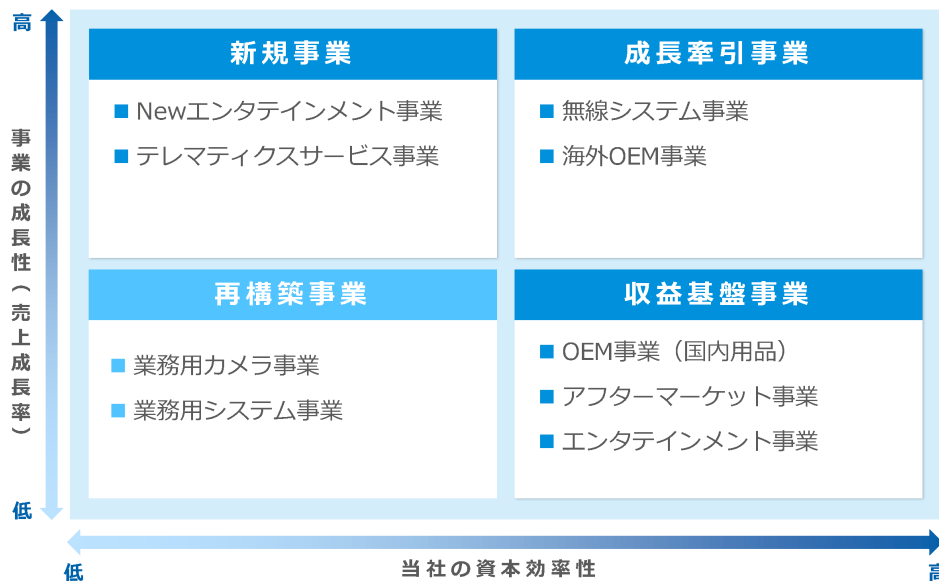 高
事業の成長性（売上成長率）
低
新規事業
■ Newエンタテインメント事業
■ テレマティクスサービス事業
成長牽引事業
■ 無線システム事業
■ 海外OEM事業
再構築事業
■ 業務用カメラ事業
■ 業務用システム事業
収益基盤事業
■ OEM事業（国内用品）
■ アフターマーケット事業
■ エンタテインメント事業
低
当社の資本効率性
高